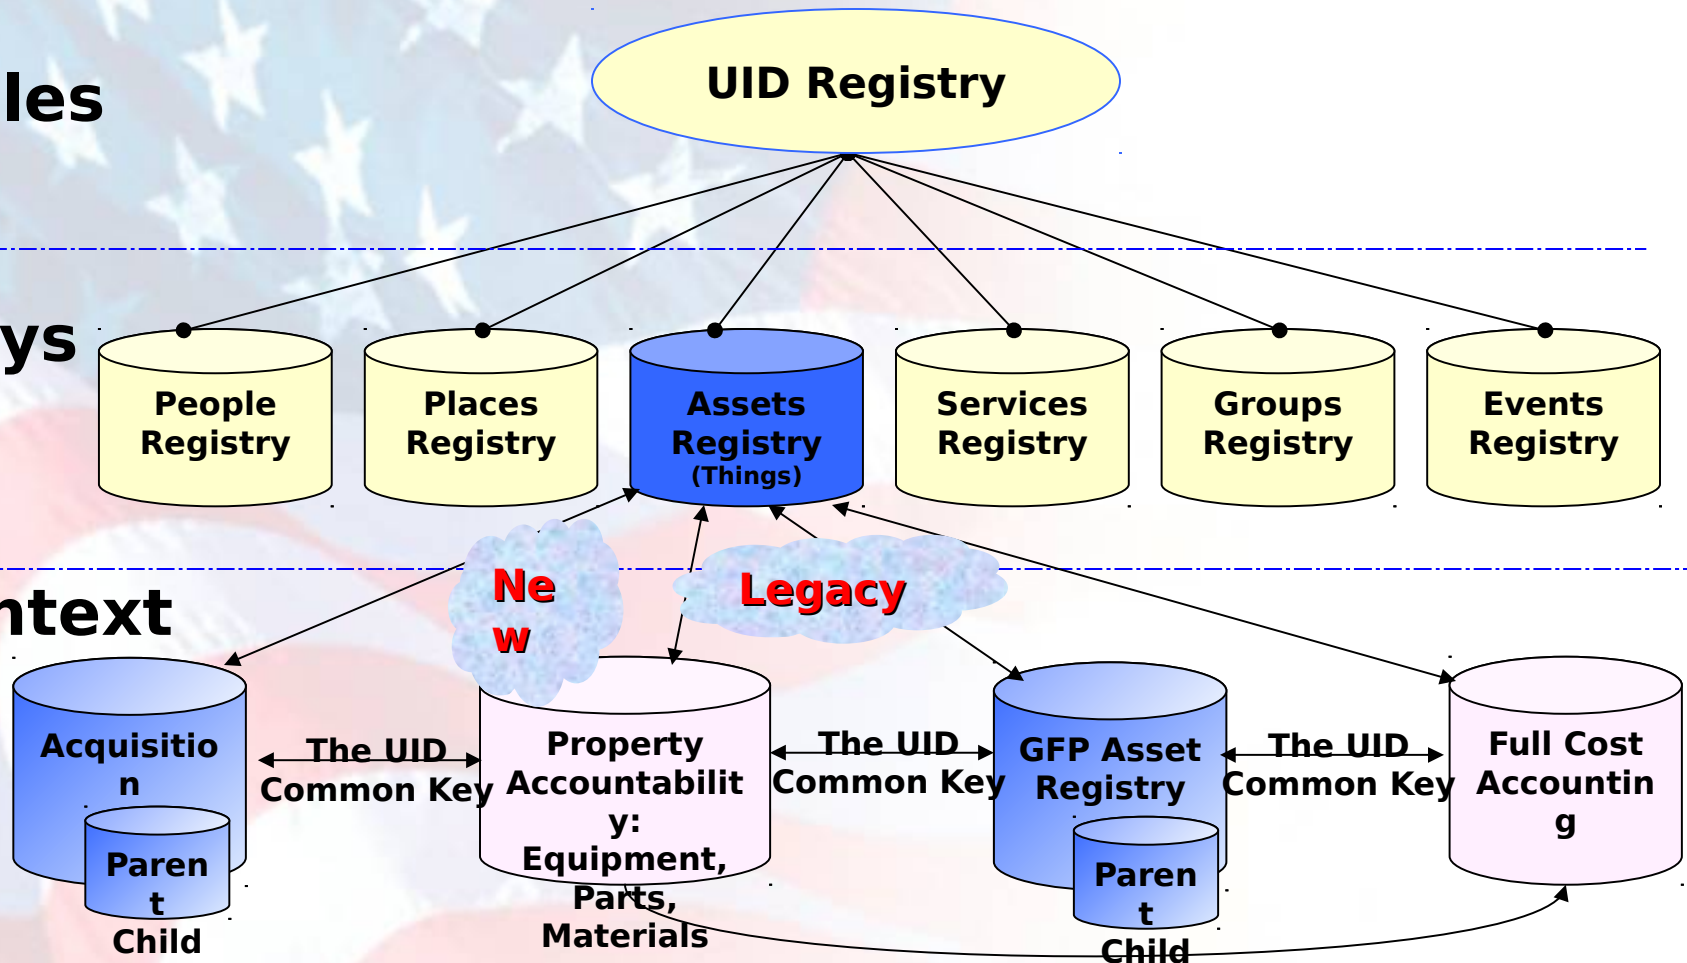 UID Registry
les
ys
People
Registry
Places
Registry
Assets
Registry
(Things)
Services
Registry
Groups
Registry
Events
Registry
Ne
w
Legacy
ntext
Acquisitio
n
Paren
t
Child
The UID
Common Key
Property
Accountabilit
y:
Equipment,
Parts,
Materials
The UID
Common Key
GFP Asset
Registry
Paren
t
Child
The UID
Common Key
Full Cost
Accountin
g